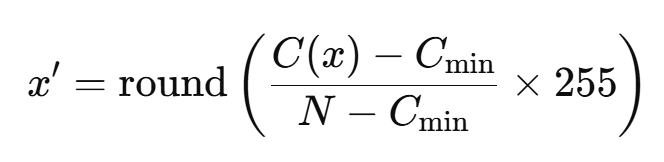 x′ = round ( (C(x) − C_min) / (N − C_min) × 255 )